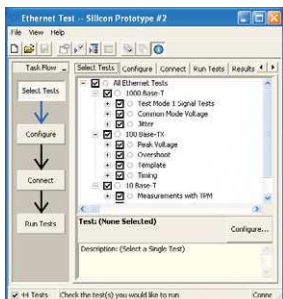 Ethernet Test -- Silicon Prototype #2
File View Help
Task Flow
Select Tests
Configure
Connect
Run Tests
Select Tests Configure Connect Run Tests Results
All Ethernet Tests
1000 Base-T
Test Mode 1 Signal Tests
Common Mode Voltage
Jitter
100 Base-TX
Peak Voltage
Overshoot
Template
Timing
10 Base-T
Measurements with TPM
Test: (None Selected)
Configure...
Description: (Select a Single Test)
44 Tests Check the test(s) you would like to run Connec